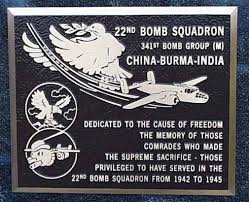 22ND BOMB SQUADRON
341ST BOMB GROUP (M)
CHINA-BURMA-INDIA
DEDICATED TO THE CAUSE OF FREEDOM
THE MEMORY OF THOSE
COMRADES WHO MADE
THE SUPREME SACRIFICE - THOSE
PRIVILEGED TO HAVE SERVED IN THE
22ND BOMB SQUADRON FROM 1942 TO 1945